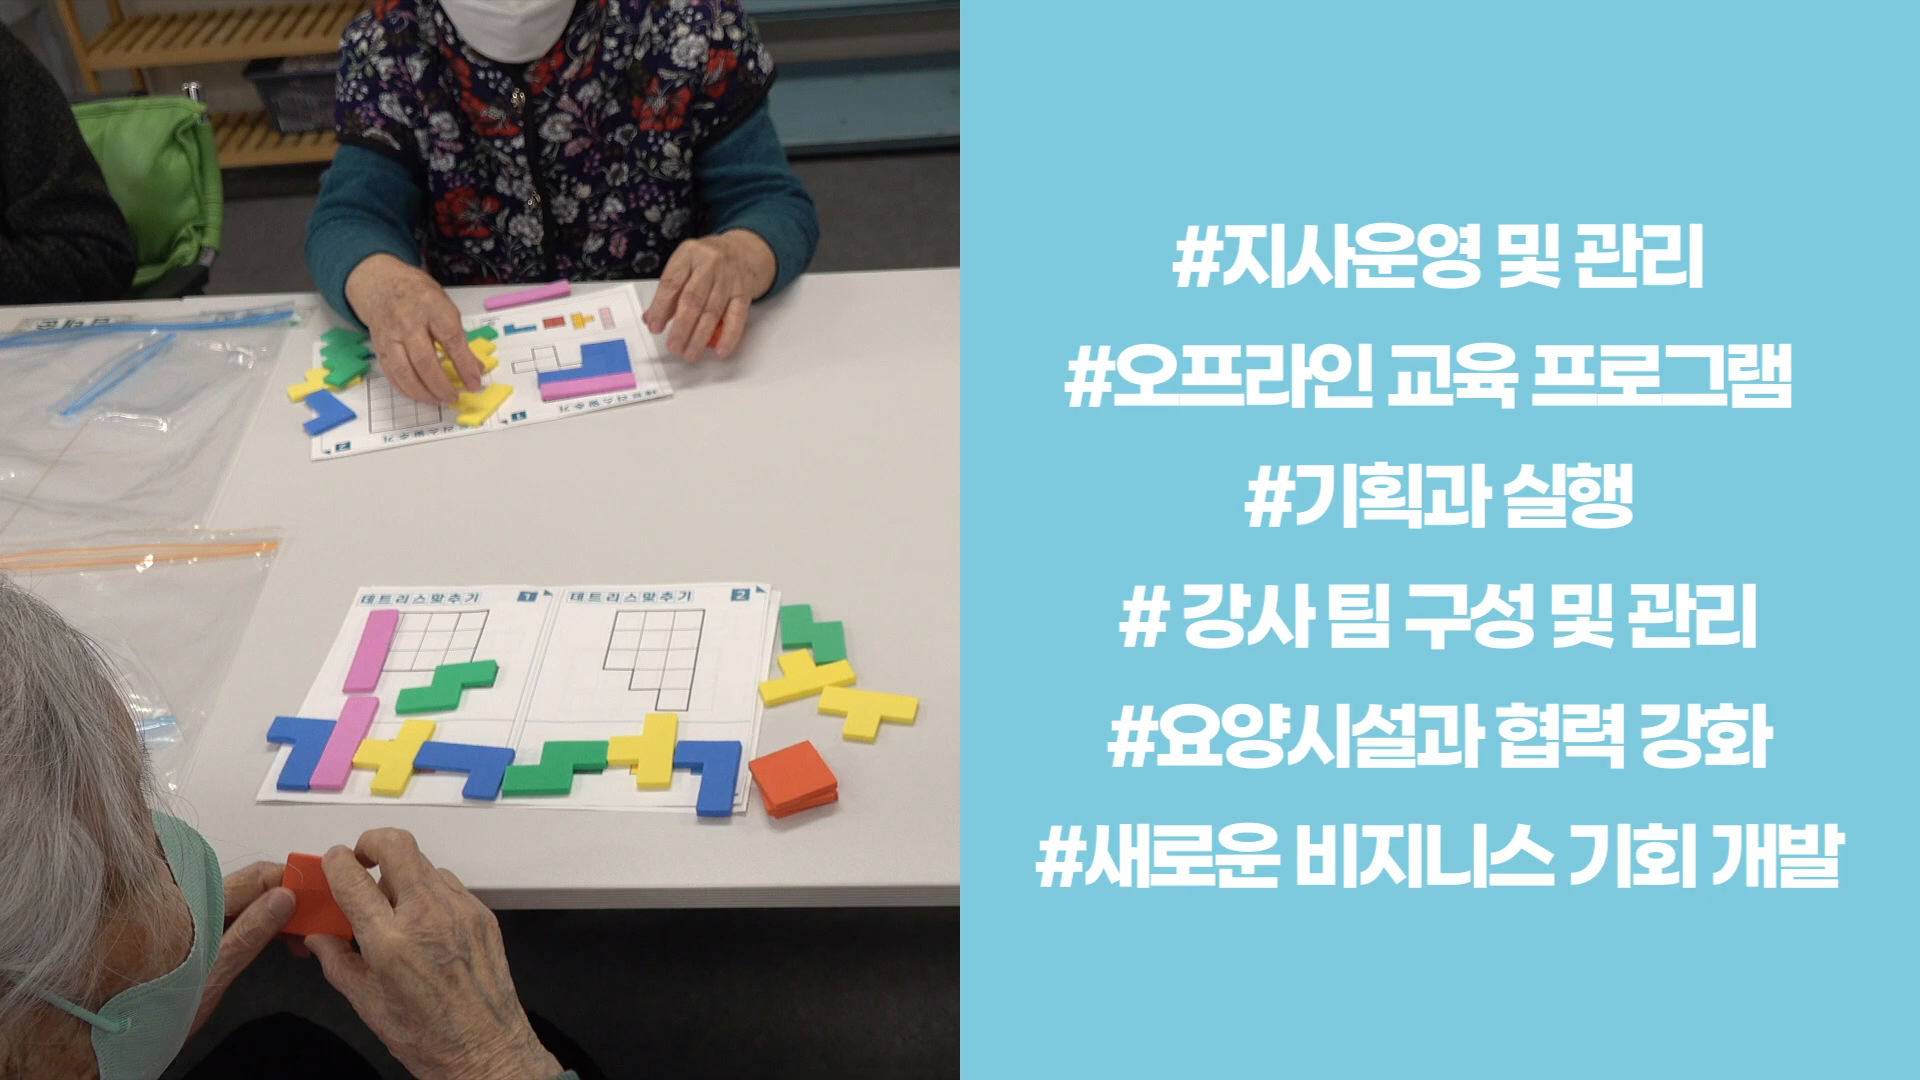 #지사운영 및 관리
#오프라인 교육 프로그램
#기획과 실행
# 강사 팀 구성 및 관리
#요양시설과 협력 강화
#새로운 비지니스 기회 개발
테트리스맞추기 1
테트리스맞추기 2